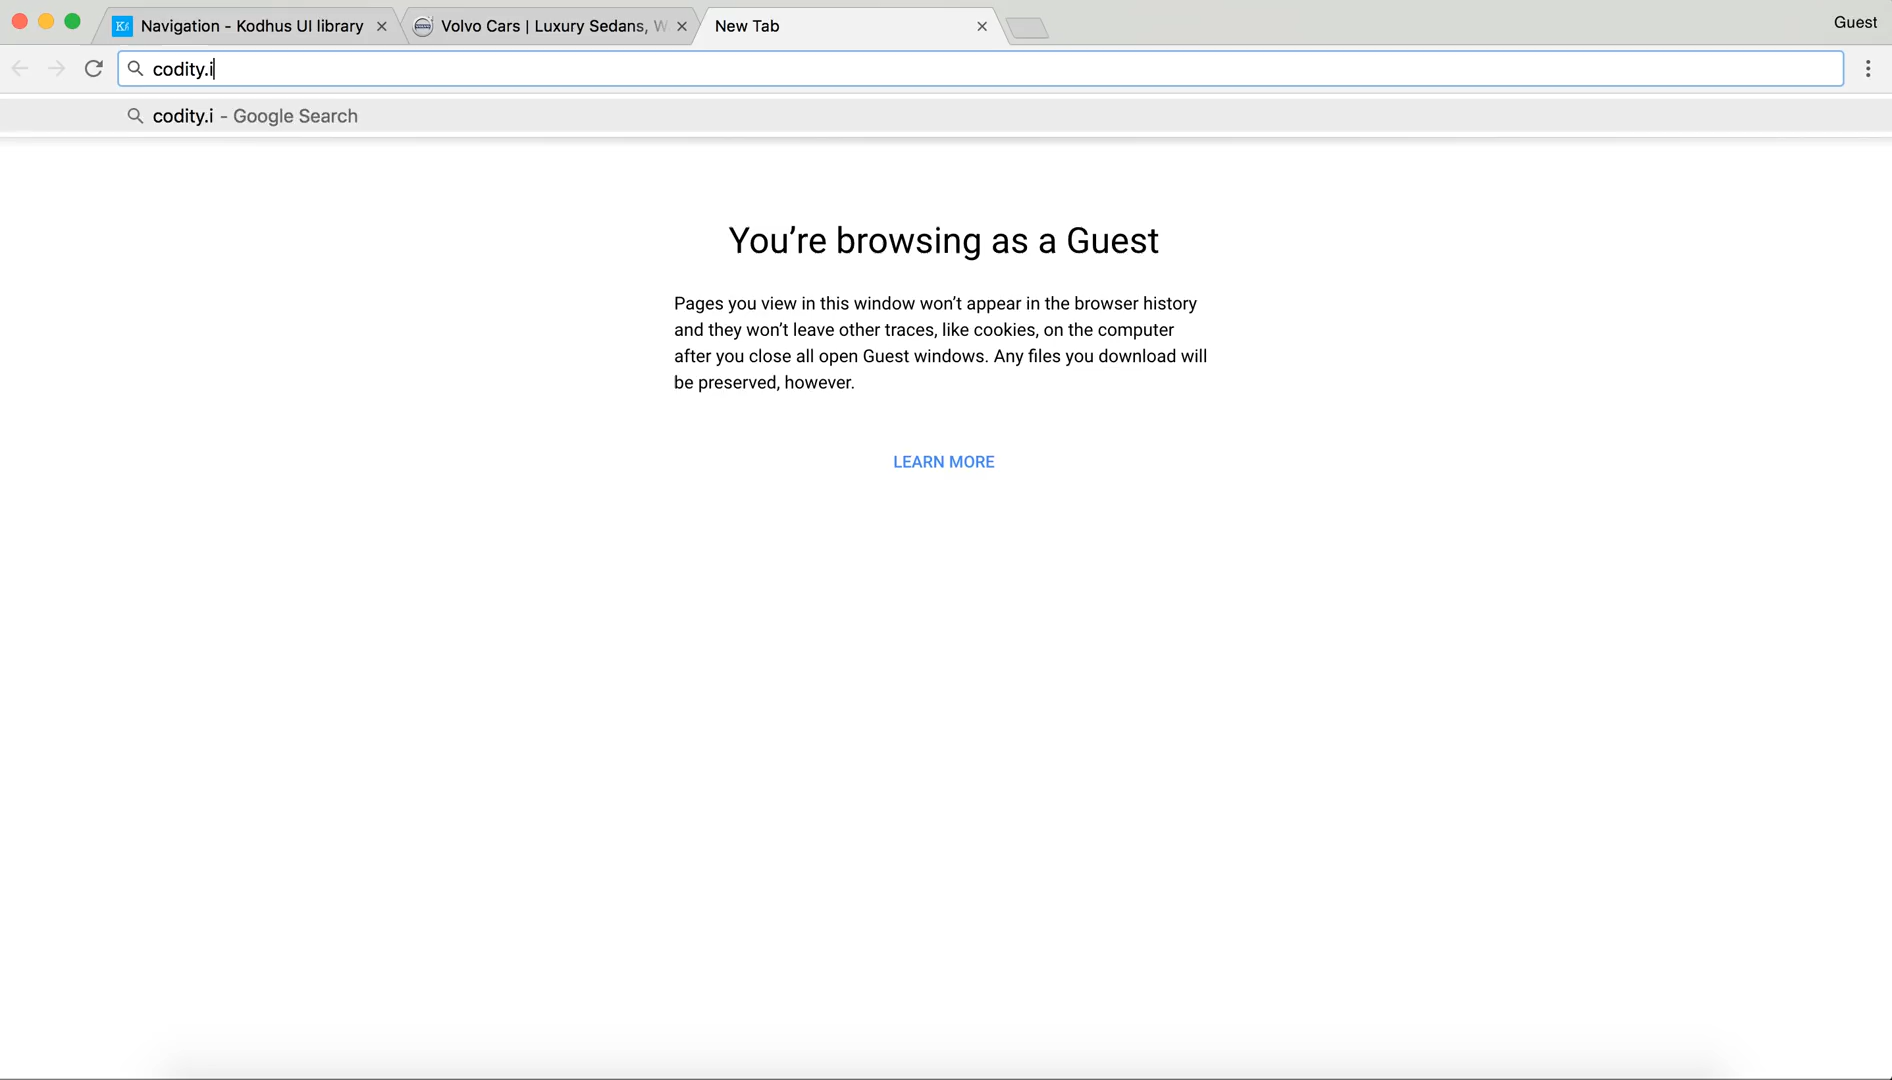 Navigation - Kodhus UI library
Volvo Cars | Luxury Sedans, W
New Tab
Guest
codity.i
codity.i - Google Search
You’re browsing as a Guest
Pages you view in this window won’t appear in the browser history
and they won’t leave other traces, like cookies, on the computer
after you close all open Guest windows. Any files you download will
be preserved, however.
LEARN MORE